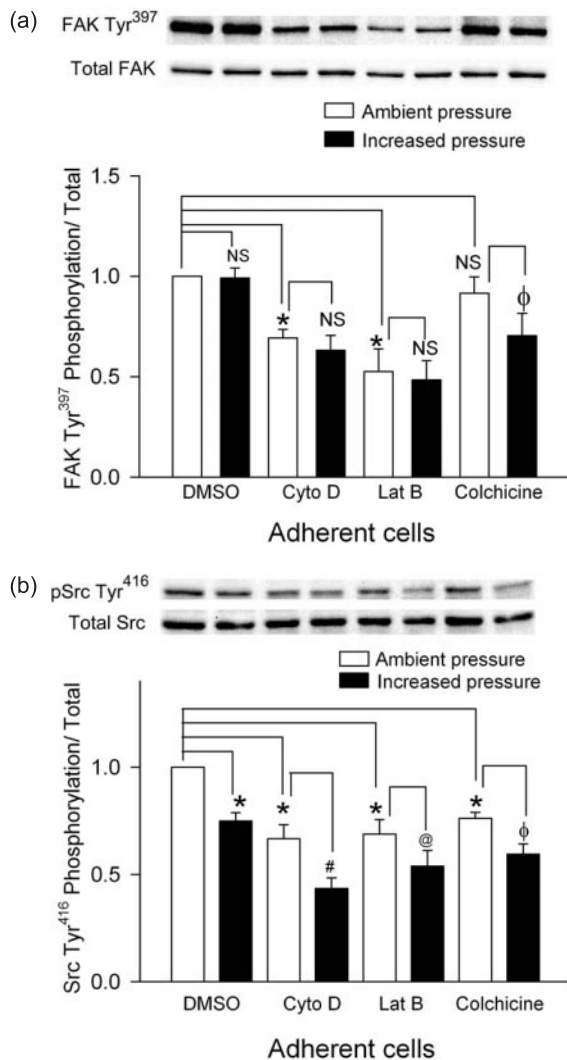 (a)
FAK Tyr397
Total FAK
Ambient pressure
Increased pressure
FAK Tyr397 Phosphorylation/ Total
1.5
1.0
0.5
0.0
NS
*
NS
*
NS
NS
ϕ
DMSO Cyto D Lat B Colchicine
Adherent cells
(b)
pSrc Tyr416
Total Src
Ambient pressure
Increased pressure
Src Tyr416 Phosphorylation/ Total
1.0
0.5
0.0
*
*
#
*
@
*
ϕ
DMSO Cyto D Lat B Colchicine
Adherent cells